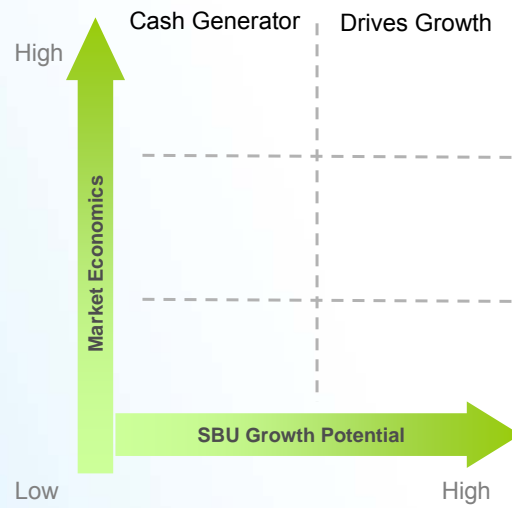 Cash Generator
Drives Growth
High
Market Economics
SBU Growth Potential
Low
High